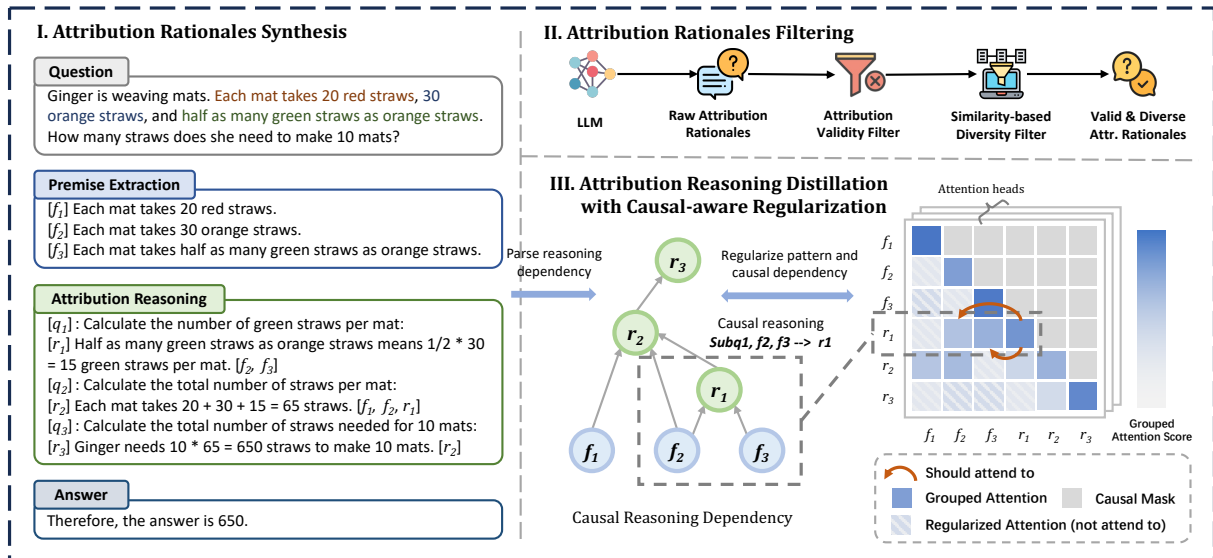 I. Attribution Rationales Synthesis
Question
Ginger is weaving mats. Each mat takes 20 red straws, 30
orange straws, and half as many green straws as orange straws.
How many straws does she need to make 10 mats?
Premise Extraction
[f1] Each mat takes 20 red straws.
[f2] Each mat takes 30 orange straws.
[f3] Each mat takes half as many green straws as orange straws.
Attribution Reasoning
[q1] : Calculate the number of green straws per mat:
[r1] Half as many green straws as orange straws means 1/2 * 30
= 15 green straws per mat. [f2, f3]
[q2] : Calculate the total number of straws per mat:
[r2] Each mat takes 20 + 30 + 15 = 65 straws. [f1, f2, r1]
[q3] : Calculate the total number of straws needed for 10 mats:
[r3] Ginger needs 10 * 65 = 650 straws to make 10 mats. [r2]
Answer
Therefore, the answer is 650.
II. Attribution Rationales Filtering
LLM
Raw Attribution
Rationales
Attribution
Validity Filter
Similarity-based
Diversity Filter
Valid & Diverse
Attr. Rationales
III. Attribution Reasoning Distillation
with Causal-aware Regularization
Parse reasoning
dependency
r3
r2
r1
f1
f2
f3
Causal Reasoning Dependency
Regularize pattern and
causal dependency
Causal reasoning
Subq1, f2, f3 --> r1
Attention heads
f1
f2
f3
r1
r2
r3
f1 f2 f3 r1 r2 r3
Grouped
Attention Score
Should attend to
Grouped Attention
Causal Mask
Regularized Attention (not attend to)